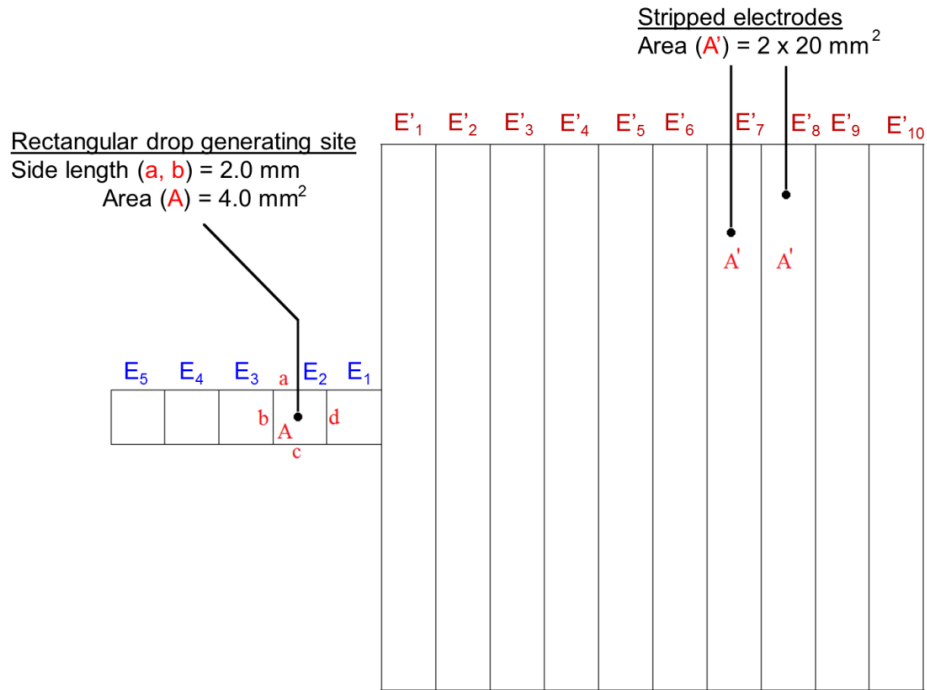 Stripped electrodes
Area (A') = 2 x 20 mm²
E'₁ E'₂ E'₃ E'₄ E'₅ E'₆ E'₇ E'₈ E'₉ E'₁₀
Rectangular drop generating site
Side length (a, b) = 2.0 mm
Area (A) = 4.0 mm²
A' A'
E₅ E₄ E₃ a E₂ E₁
b A d
c